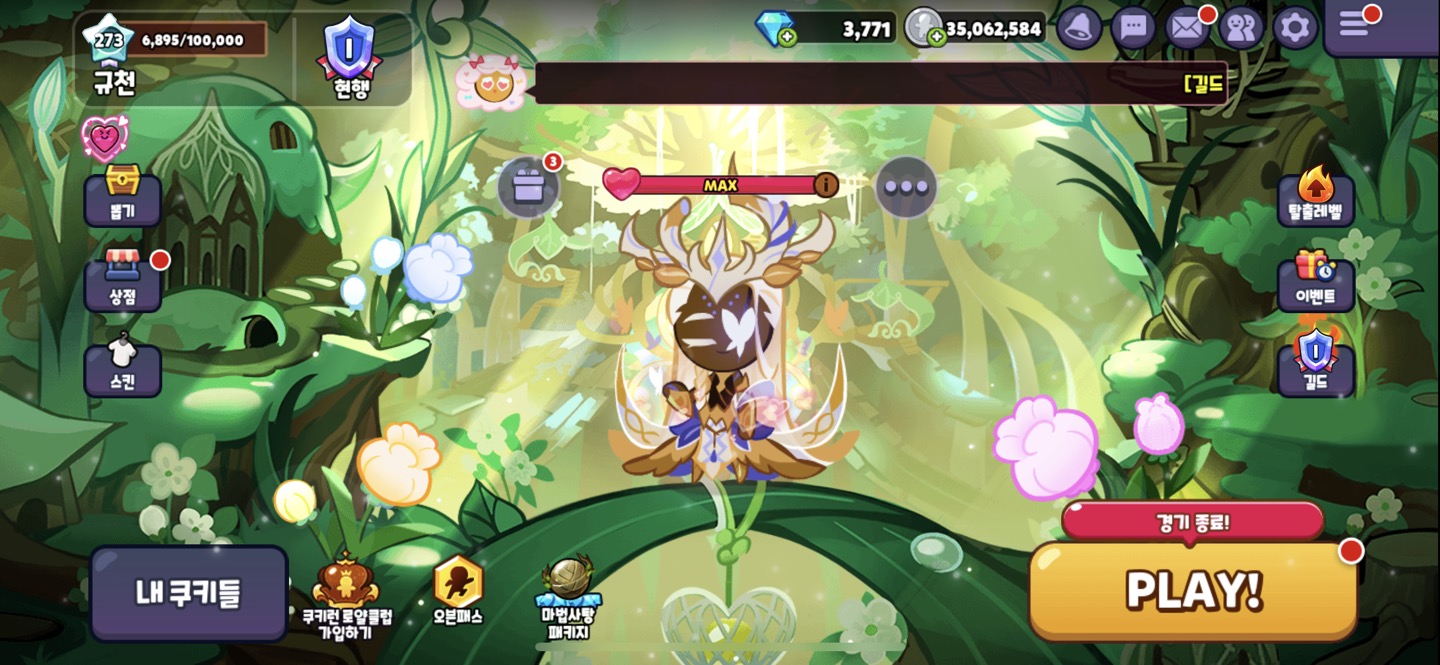 273
6,895/100,000
규천
I
현행
3,771
35,062,584
[길드
3
MAX
i
뽑기
상점
스킨
탈출레벨
이벤트
I
길드
경기 종료!
PLAY!
내 쿠키들
쿠키런 로얄클럽
가입하기
오븐패스
마법사탕
패키지